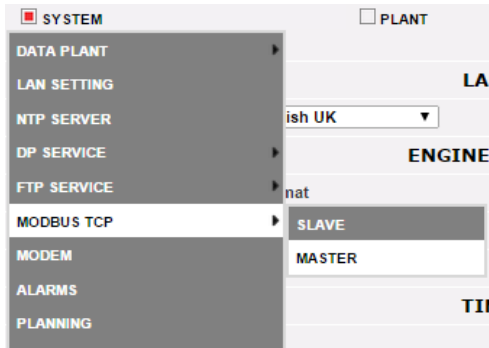 SYSTEM PLANT
DATA PLANT
LAN SETTING LA
NTP SERVER ish UK
DP SERVICE ENGINE
FTP SERVICE nat
MODBUS TCP SLAVE
MODEM MASTER
ALARMS
PLANNING TI